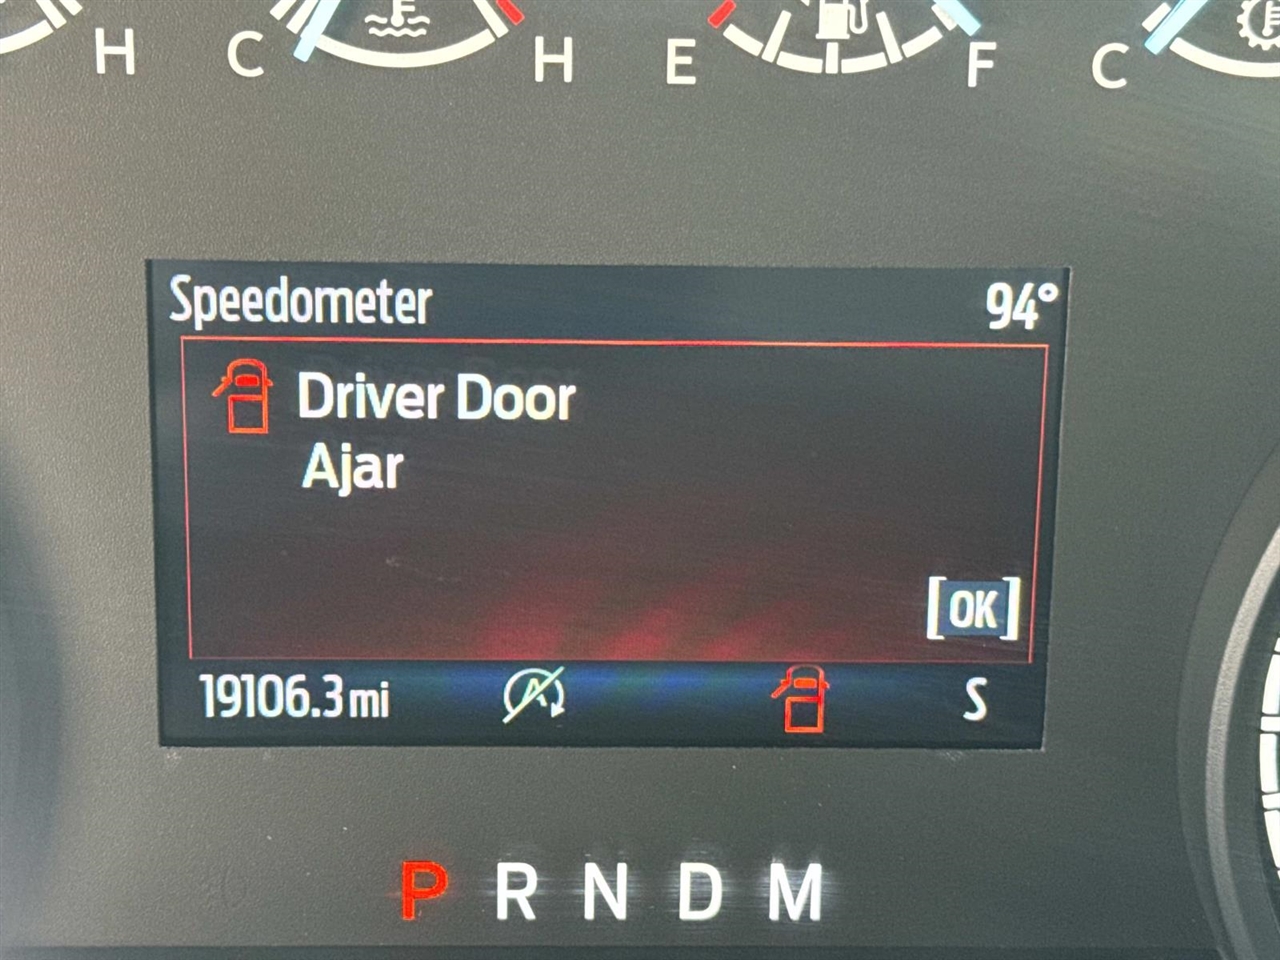 H C H E F C
Speedometer 94°
Driver Door
Ajar
[OK]
19106.3 mi A S
P R N D M